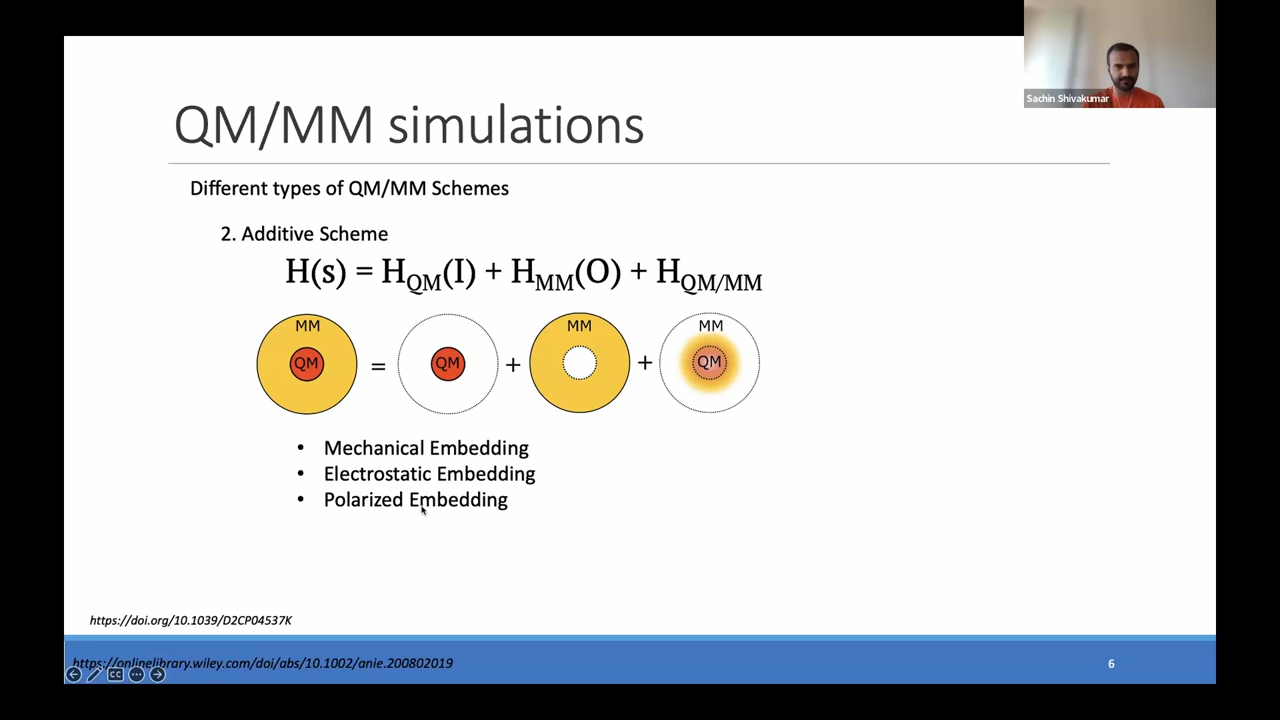 Sachin Shivakumar
QM/MM simulations
Different types of QM/MM Schemes
2. Additive Scheme
H(s) = H_QM(I) + H_MM(O) + H_QM/MM
MM MM MM
QM = QM + + QM
• Mechanical Embedding
• Electrostatic Embedding
• Polarized Embedding
https://doi.org/10.1039/D2CP04537K
https://onlinelibrary.wiley.com/doi/abs/10.1002/anie.200802019
6
CC